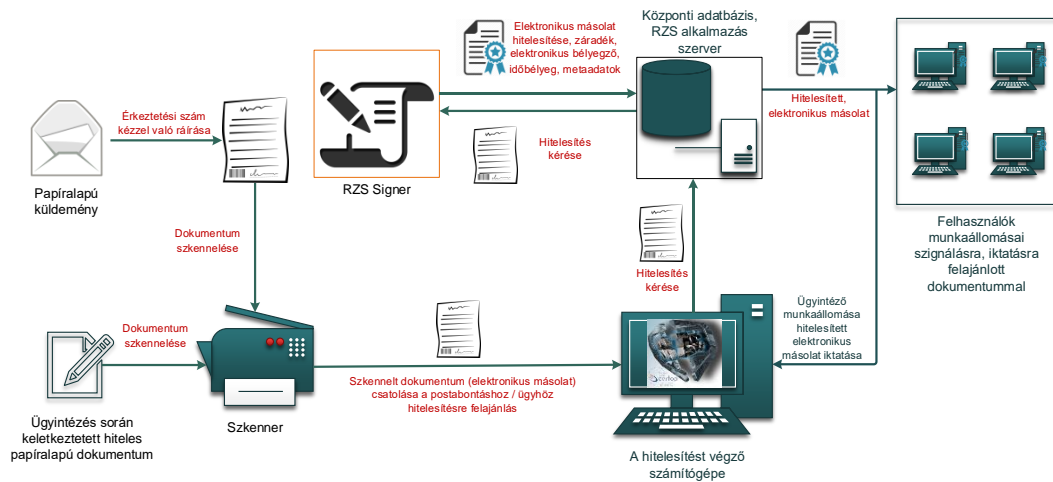 Központi adatbázis,
RZS alkalmazás
szerver
Elektronikus másolat
hitelesítése, záradék,
elektronikus bélyegző,
időbélyeg, metaadatok
Hitelesített,
elektronikus másolat
Érkeztetési szám
kézzel való ráírása
Hitelesítés
kérése
Papíralapú
küldemény
RZS Signer
Felhasználók
munkaállomásai
szignálásra, iktatásra
felajánlott
dokumentummal
Dokumentum
szkennelése
Hitelesítés
kérése
Ügyintéző
munkaállomása
hitelesített
elektronikus
másolat iktatása
Dokumentum
szkennelése
Szkennelt dokumentum (elektronikus másolat)
csatolása a postabontáshoz / ügyhöz
hitelesítésre felajánlás
Ügyintézés során
keletkeztetett hiteles
papíralapú dokumentum
Szkenner
A hitelesítést végző
számítógépe